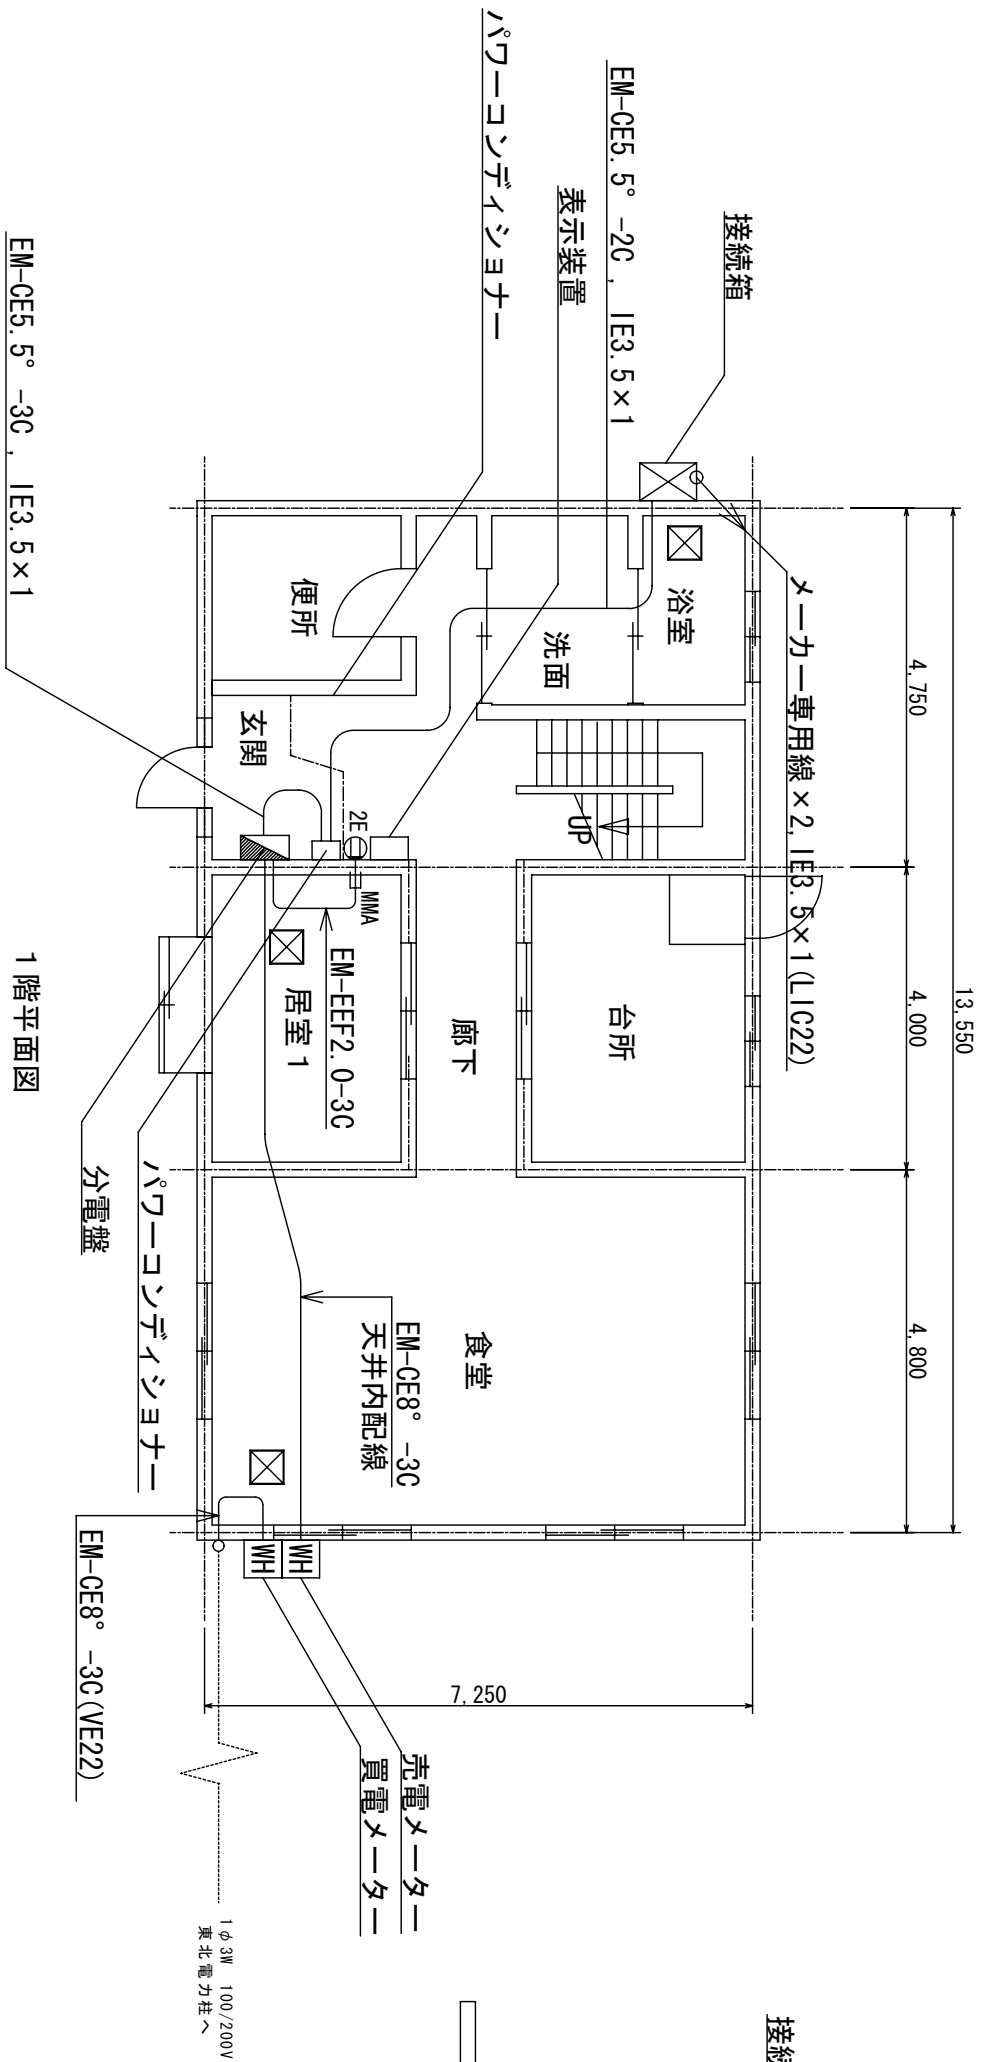 13,550
4,750
4,000
4,800
メーカー専用線×2,IE3.5×1(LIC22)
接続箱
EM-CE5.5° -2C , IE3.5×1
表示装置
パワーコンディショナー
EM-CE5.5° -3C , IE3.5×1
浴室
洗面
便所
玄関
UP
2E
MMA
台所
廊下
居室1
EM-EEF2.0-3C
食堂
EM-CE8° -3C
天井内配線
WH
WH
7,250
売電メーター
買電メーター
EM-CE8° -3C(VE22)
パワーコンディショナー
分電盤
1階平面図
1φ3W 100/200V
東北電力柱へ
接続